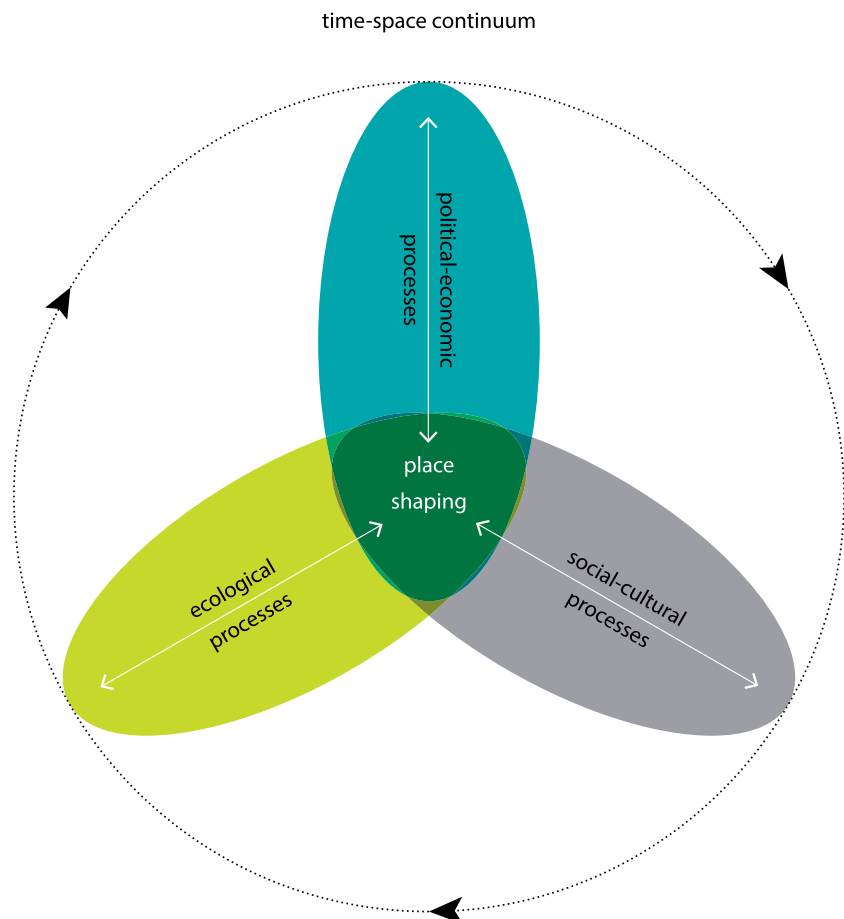 time-space continuum
political-economic
processes
place
shaping
ecological
processes
social-cultural
processes